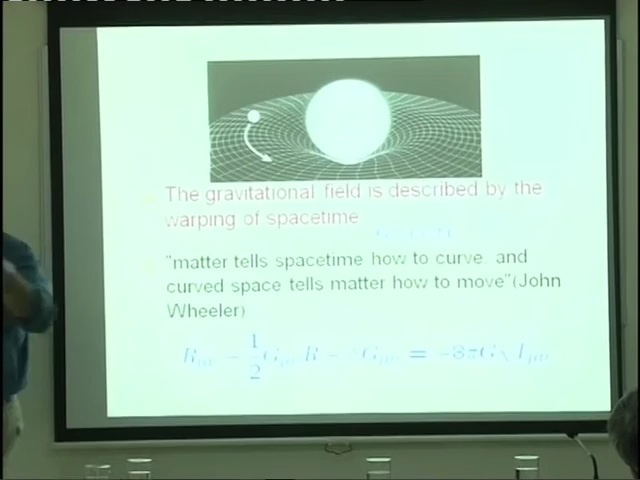 The gravitational field is described by the
warping of spacetime
"matter tells spacetime how to curve, and
curved space tells matter how to move"(John
Wheeler)